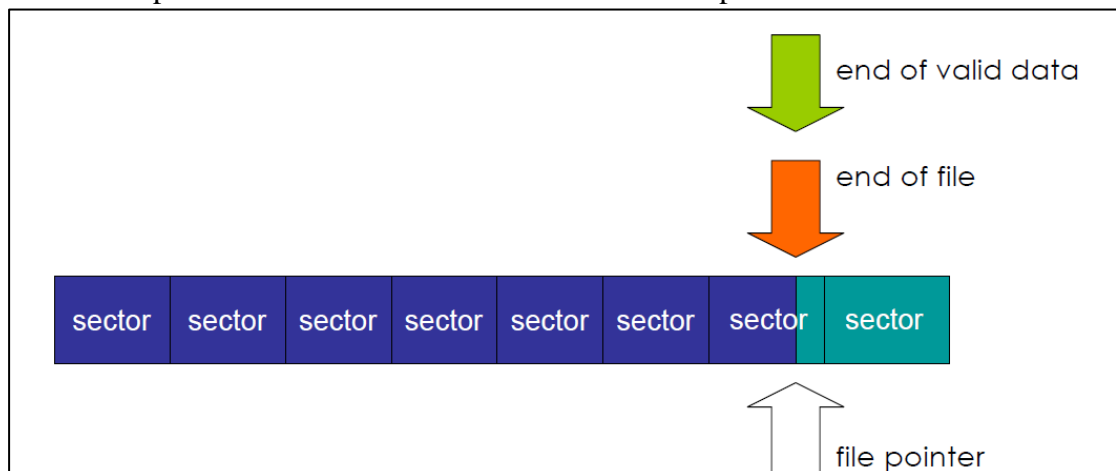 end of valid data
end of file
sector sector sector sector sector sector sector sector
file pointer